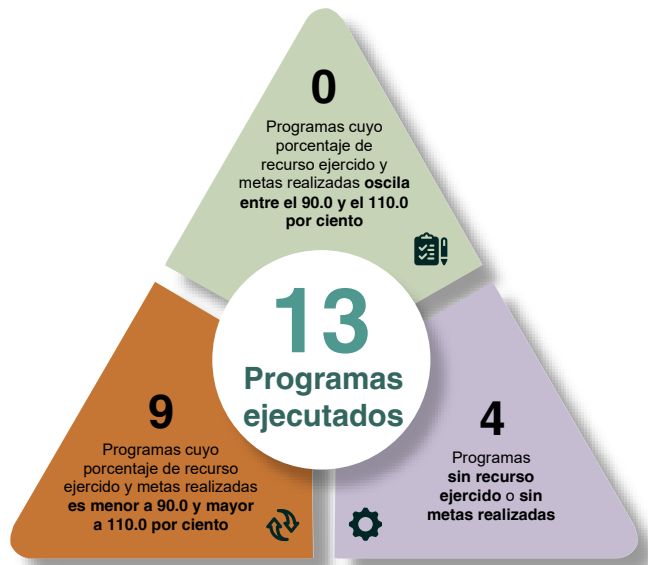 0
Programas cuyo
porcentaje de
recurso ejercido y
metas realizadas oscila
entre el 90.0 y el 110.0
por ciento
13
Programas
ejecutados
9
Programas cuyo
porcentaje de recurso
ejercido y metas realizadas
es menor a 90.0 y mayor
a 110.0 por ciento
4
Programas
sin recurso
ejercido o sin
metas realizadas